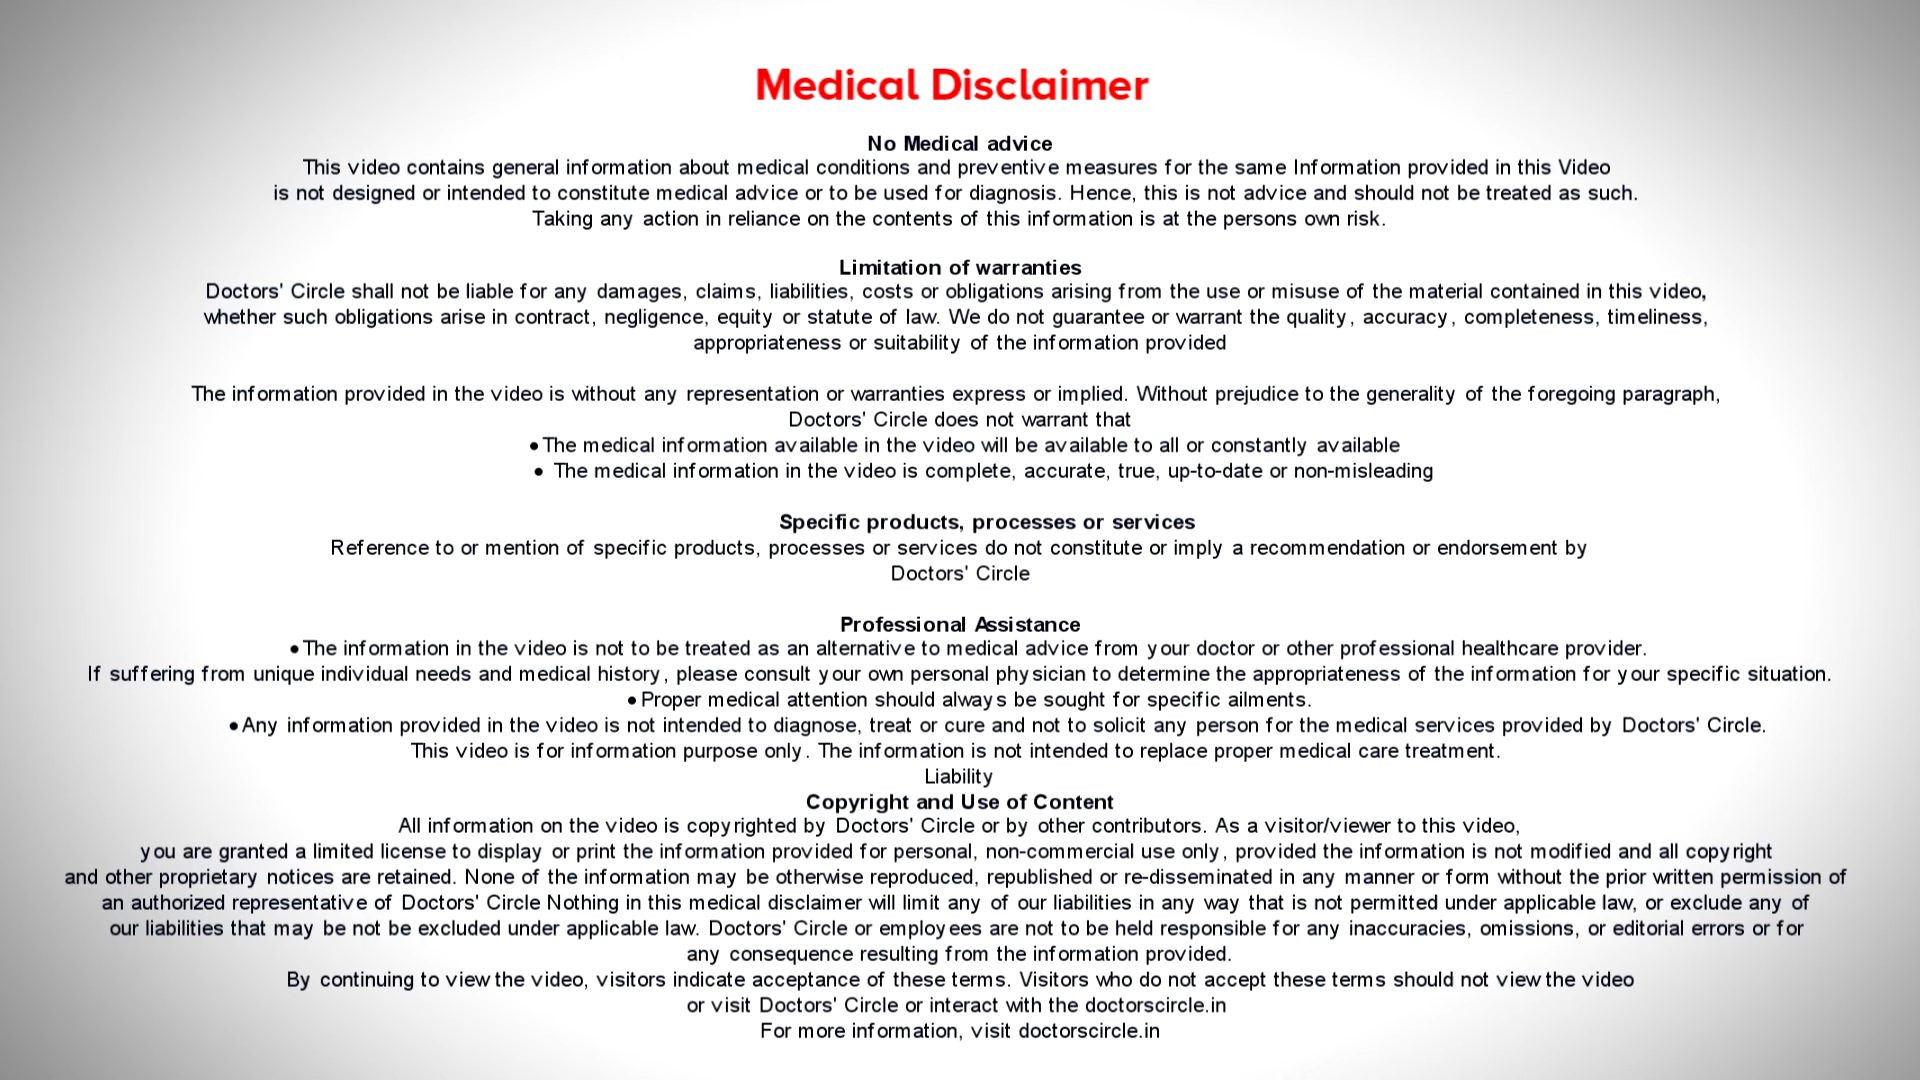 Medical Disclaimer
No Medical advice
This video contains general information about medical conditions and preventive measures for the same Information provided in this Video
is not designed or intended to constitute medical advice or to be used for diagnosis. Hence, this is not advice and should not be treated as such.
Taking any action in reliance on the contents of this information is at the persons own risk.
Limitation of warranties
Doctors' Circle shall not be liable for any damages, claims, liabilities, costs or obligations arising from the use or misuse of the material contained in this video,
whether such obligations arise in contract, negligence, equity or statute of law. We do not guarantee or warrant the quality, accuracy, completeness, timeliness,
appropriateness or suitability of the information provided
The information provided in the video is without any representation or warranties express or implied. Without prejudice to the generality of the foregoing paragraph,
Doctors' Circle does not warrant that
• The medical information available in the video will be available to all or constantly available
• The medical information in the video is complete, accurate, true, up-to-date or non-misleading
Specific products, processes or services
Reference to or mention of specific products, processes or services do not constitute or imply a recommendation or endorsement by
Doctors' Circle
Professional Assistance
• The information in the video is not to be treated as an alternative to medical advice from your doctor or other professional healthcare provider.
If suffering from unique individual needs and medical history, please consult your own personal physician to determine the appropriateness of the information for your specific situation.
• Proper medical attention should always be sought for specific ailments.
• Any information provided in the video is not intended to diagnose, treat or cure and not to solicit any person for the medical services provided by Doctors' Circle.
This video is for information purpose only. The information is not intended to replace proper medical care treatment.
Liability
Copyright and Use of Content
All information on the video is copyrighted by Doctors' Circle or by other contributors. As a visitor/viewer to this video,
you are granted a limited license to display or print the information provided for personal, non-commercial use only, provided the information is not modified and all copyright
and other proprietary notices are retained. None of the information may be otherwise reproduced, republished or re-disseminated in any manner or form without the prior written permission of
an authorized representative of Doctors' Circle Nothing in this medical disclaimer will limit any of our liabilities in any way that is not permitted under applicable law, or exclude any of
our liabilities that may be not be excluded under applicable law. Doctors' Circle or employees are not to be held responsible for any inaccuracies, omissions, or editorial errors or for
any consequence resulting from the information provided.
By continuing to view the video, visitors indicate acceptance of these terms. Visitors who do not accept these terms should not view the video
or visit Doctors' Circle or interact with the doctorscircle.in
For more information, visit doctorscircle.in